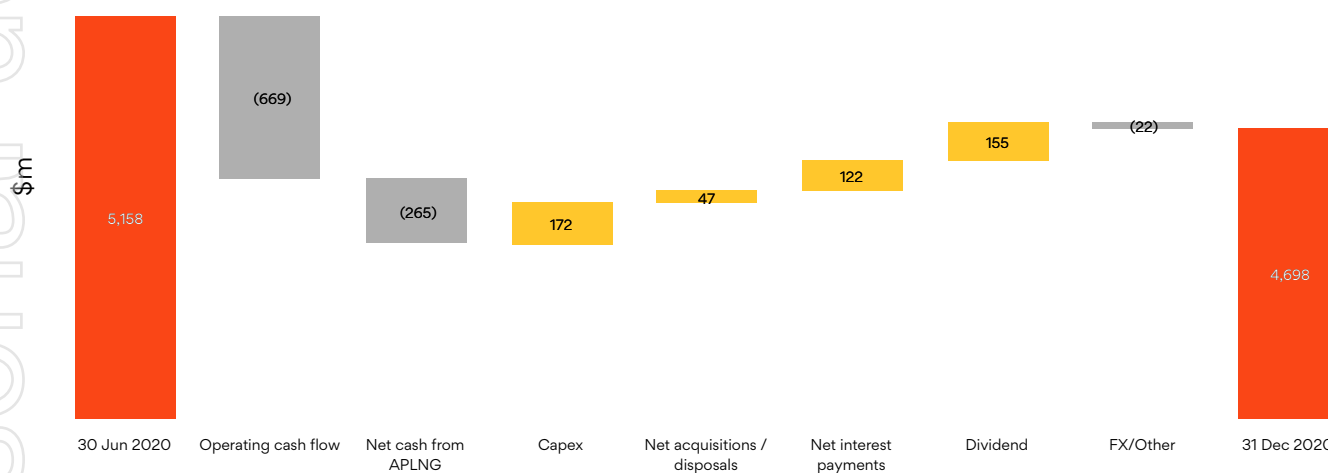 $m
5,158
(669)
(265)
172
47
122
155
(22)
4,698
30 Jun 2020
Operating cash flow
Net cash from
APLNG
Capex
Net acquisitions /
disposals
Net interest
payments
Dividend
FX/Other
31 Dec 2020